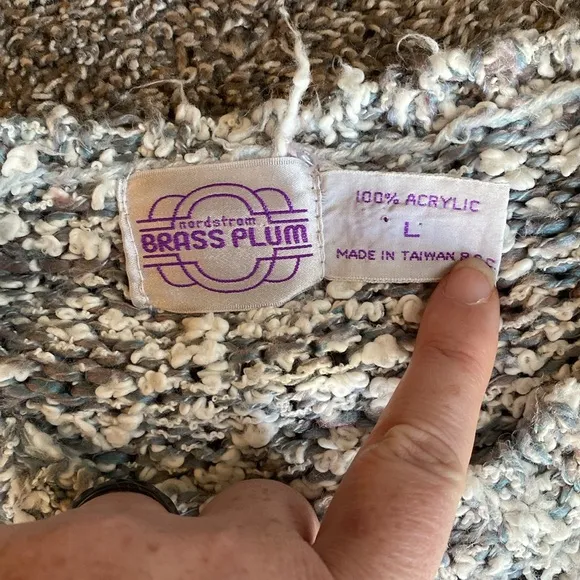 nordstrom
BRASS PLUM
100% ACRYLIC
L
MADE IN TAIWAN